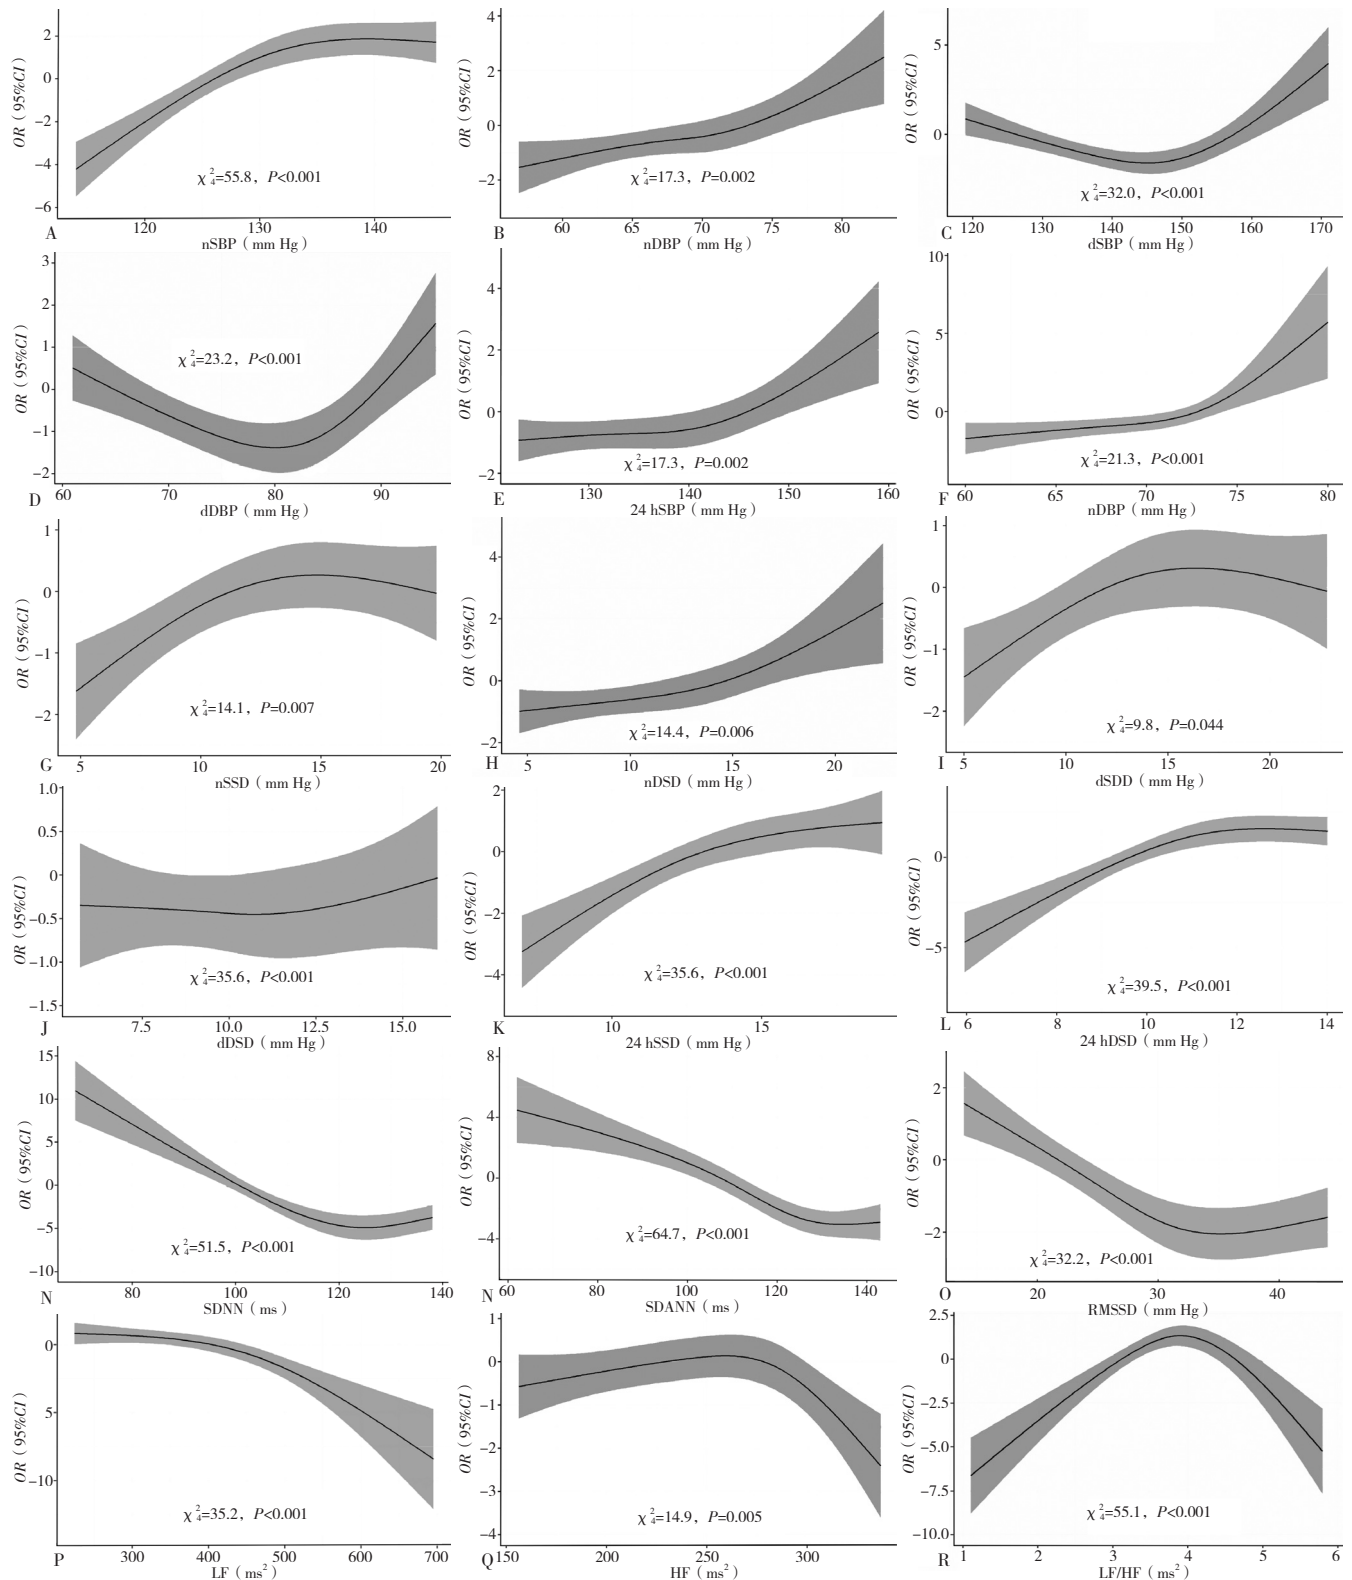 2
0
−2
−4
−6
OR（95%CI）
χ²₄=55.8，P<0.001
120
130
140
A
nSBP（mm Hg）
4
2
0
−2
OR（95%CI）
χ²₄=17.3，P=0.002
60
65
70
75
80
B
nDBP（mm Hg）
5
0
OR（95%CI）
χ²₄=32.0，P<0.001
120
130
140
150
160
170
C
dSBP（mm Hg）
3
2
1
0
−1
−2
OR（95%CI）
χ²₄=23.2，P<0.001
60
70
80
90
D
dDBP（mm Hg）
4
2
0
−2
OR（95%CI）
χ²₄=17.3，P=0.002
130
140
150
160
E
24 hSBP（mm Hg）
10
5
0
OR（95%CI）
χ²₄=21.3，P<0.001
60
65
70
75
80
F
nDBP（mm Hg）
1
0
−1
−2
OR（95%CI）
χ²₄=14.1，P=0.007
5
10
15
20
G
nSSD（mm Hg）
4
2
0
−2
OR（95%CI）
χ²₄=14.4，P=0.006
5
10
15
20
H
nDSD（mm Hg）
1
0
−1
−2
OR（95%CI）
χ²₄=9.8，P=0.044
5
10
15
20
I
dSDD（mm Hg）
1.0
0.5
0
−0.5
−1.0
−1.5
OR（95%CI）
χ²₄=35.6，P<0.001
7.5
10.0
12.5
15.0
J
dDSD（mm Hg）
2
0
−2
−4
OR（95%CI）
χ²₄=35.6，P<0.001
10
15
K
24 hSSD（mm Hg）
0
−5
OR（95%CI）
χ²₄=39.5，P<0.001
6
8
10
12
14
L
24 hDSD（mm Hg）
15
10
5
0
−5
−10
OR（95%CI）
χ²₄=51.5，P<0.001
80
100
120
140
N
SDNN（ms）
8
4
0
−4
OR（95%CI）
χ²₄=64.7，P<0.001
60
80
100
120
140
N
SDANN（ms）
2
0
−2
OR（95%CI）
χ²₄=32.2，P<0.001
20
30
40
O
RMSSD（mm Hg）
0
5
−10
OR（95%CI）
χ²₄=35.2，P<0.001
300
400
500
600
700
P
LF（ms²）
1
0
−1
−2
−3
−4
OR（95%CI）
χ²₄=14.9，P=0.005
150
200
250
300
Q
HF（ms²）
2.5
0
−2.5
−5.0
−7.5
−10.0
OR（95%CI）
χ²₄=55.1，P<0.001
1
2
3
4
5
6
R
LF/HF（ms²）